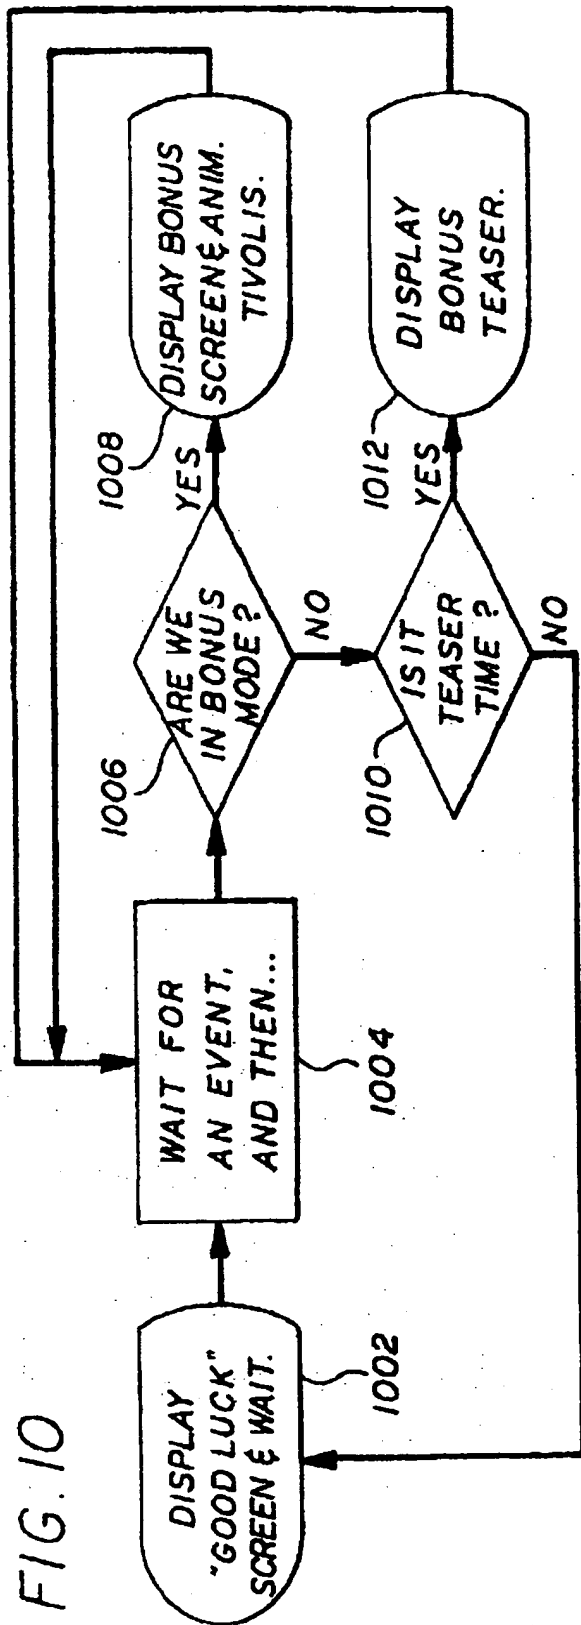 FIG. 10
DISPLAY
"GOOD LUCK"
SCREEN & WAIT.
1002
WAIT FOR
AN EVENT,
AND THEN...
1004
1006
ARE WE
IN BONUS
MODE?
YES
NO
1008
DISPLAY BONUS
SCREEN & ANIM.
TIVOLIS.
1010
IS IT
TEASER
TIME?
YES
NO
1012
DISPLAY
BONUS
TEASER.